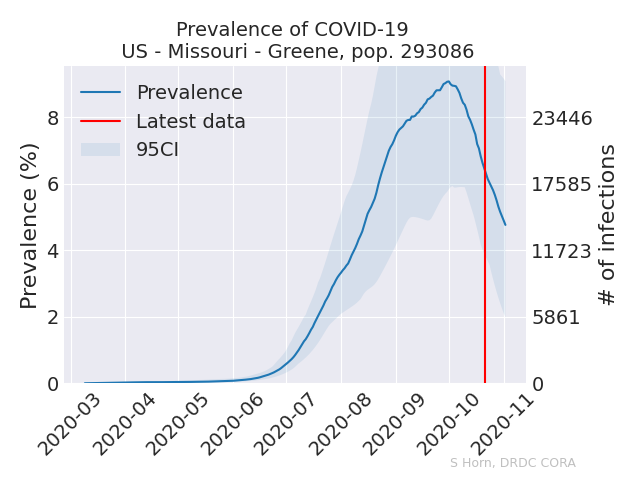 Prevalence of COVID-19
US - Missouri - Greene, pop. 293086
Prevalence
Latest data
95CI
Prevalence (%)
8
6
4
2
0
23446
17585
11723
5861
0
# of infections
2020-03
2020-04
2020-05
2020-06
2020-07
2020-08
2020-09
2020-10
2020-11
S Horn, DRDC CORA